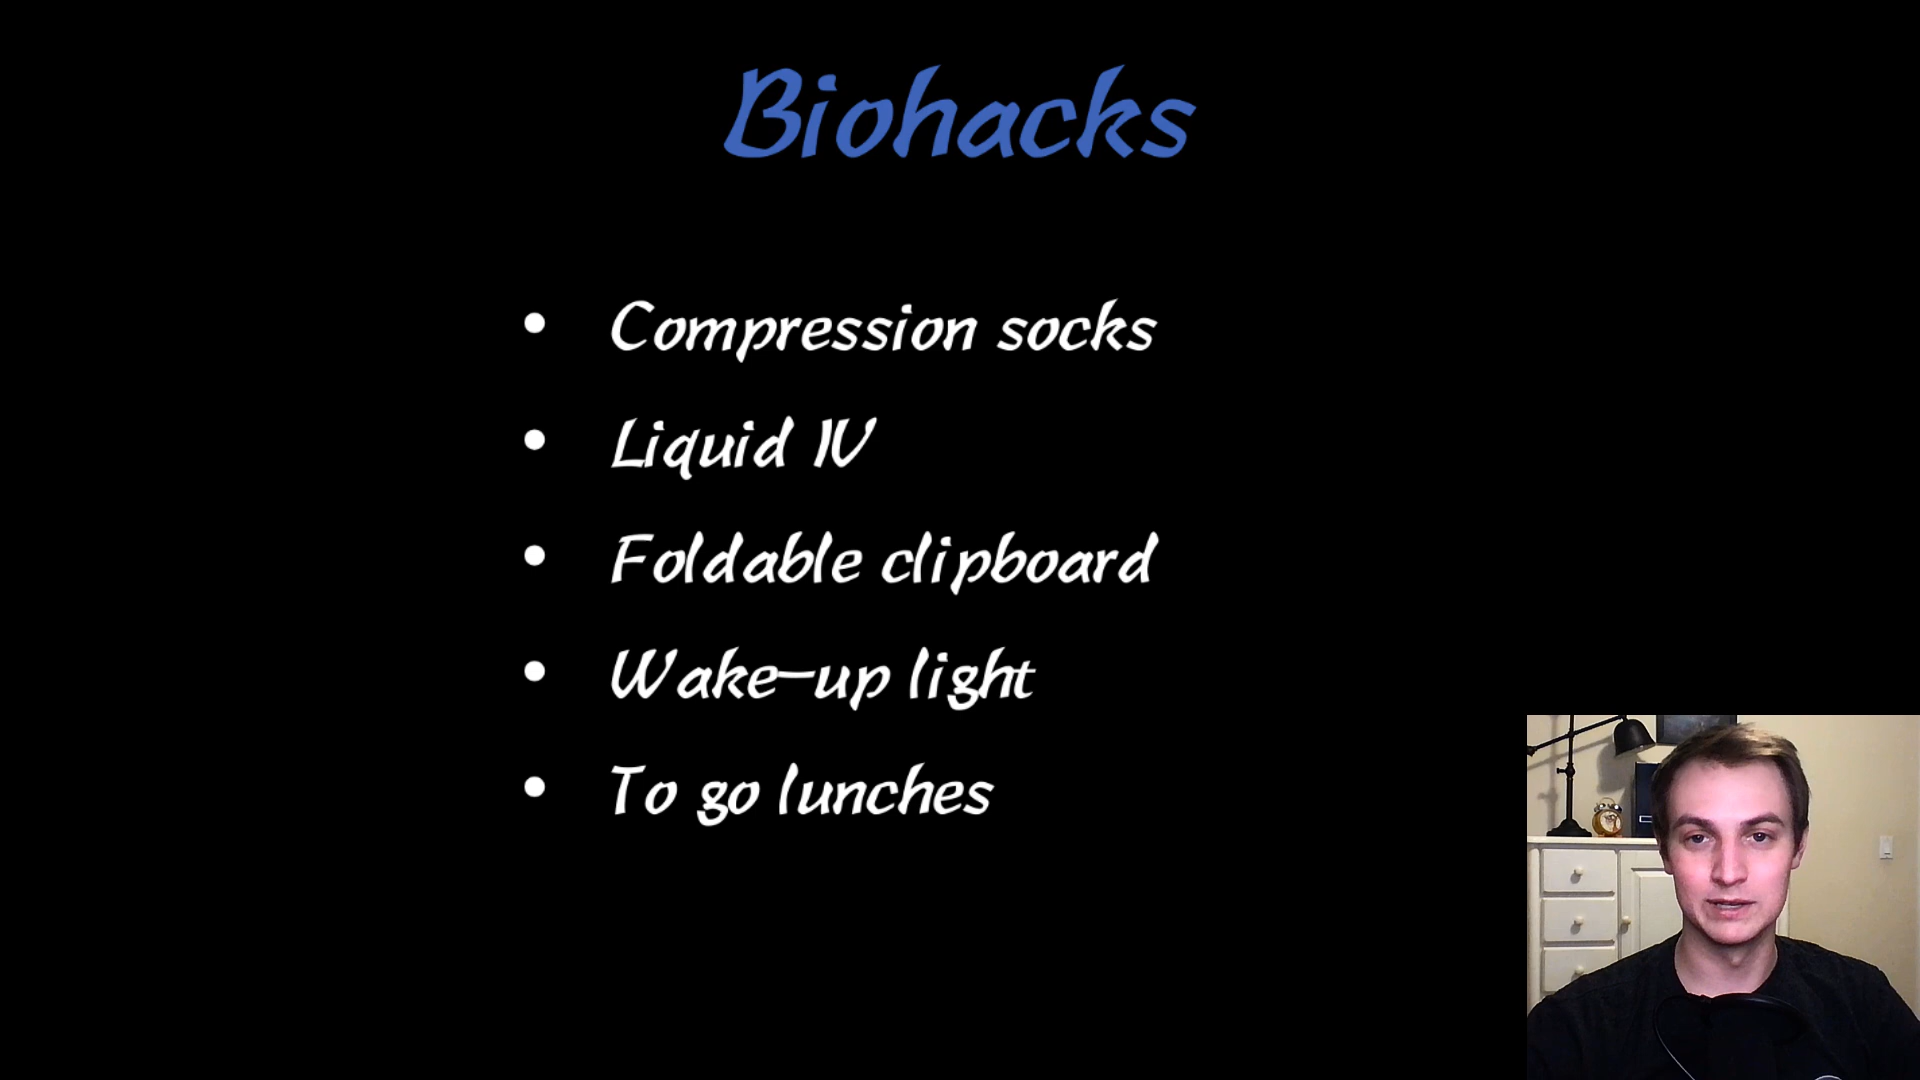 Biohacks
• Compression socks
• Liquid IV
• Foldable clipboard
• Wake-up light
• To go lunches